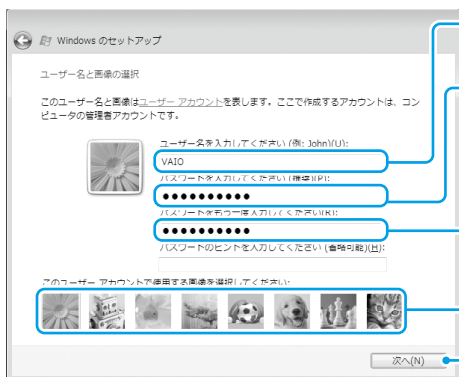 Windows のセットアップ
ユーザー名と画像の選択
このユーザー名と画像はユーザー アカウントを表します。ここで作成するアカウントは、コン
ピュータの管理者アカウントです。
ユーザー名を入力してください (例: John)(U):
VAIO
パスワードを入力してください (推奨)(P):
●●●●●●●●●●
パスワードをもう一度入力してください(R):
●●●●●●●●●●
パスワードのヒントを入力してください (省略可能)(H):
このユーザー アカウントで使用する画像を選択してください:
次へ(N)